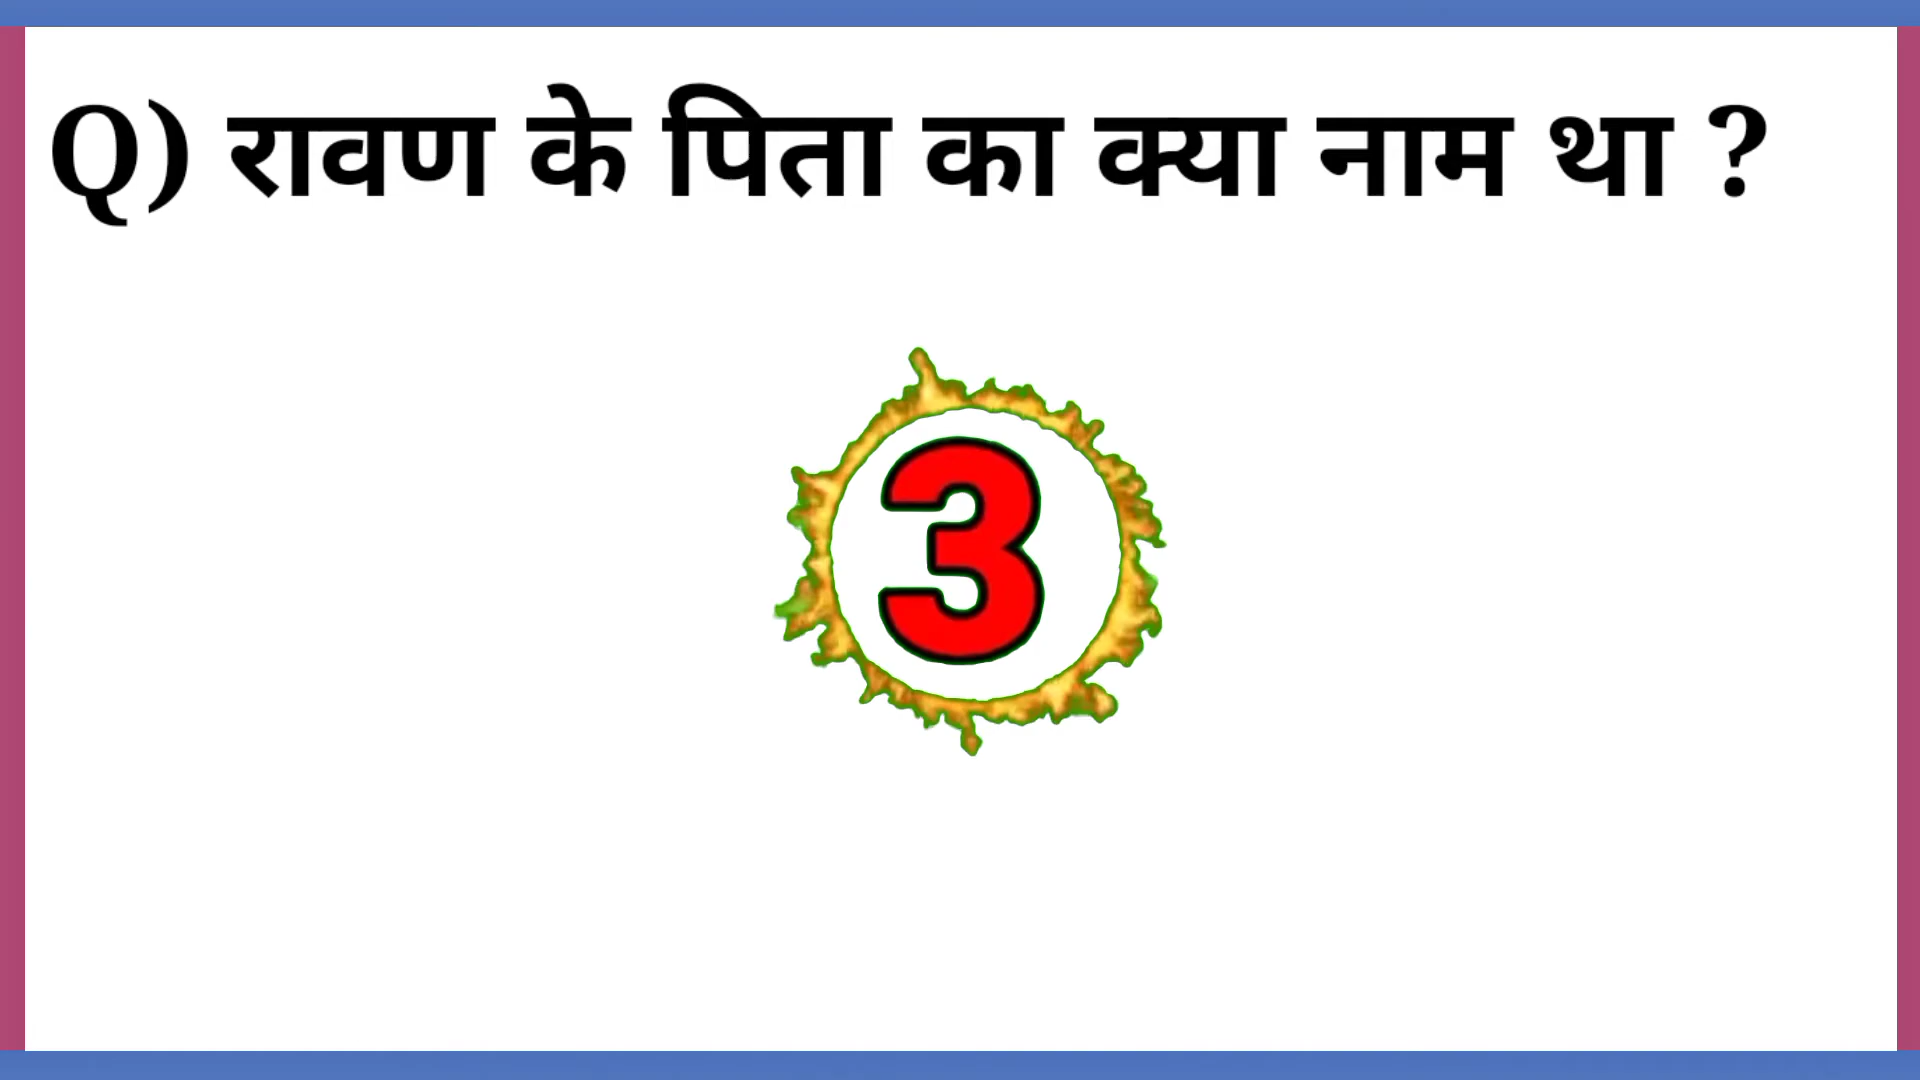 Q) रावण के पिता का क्या नाम था ?
3